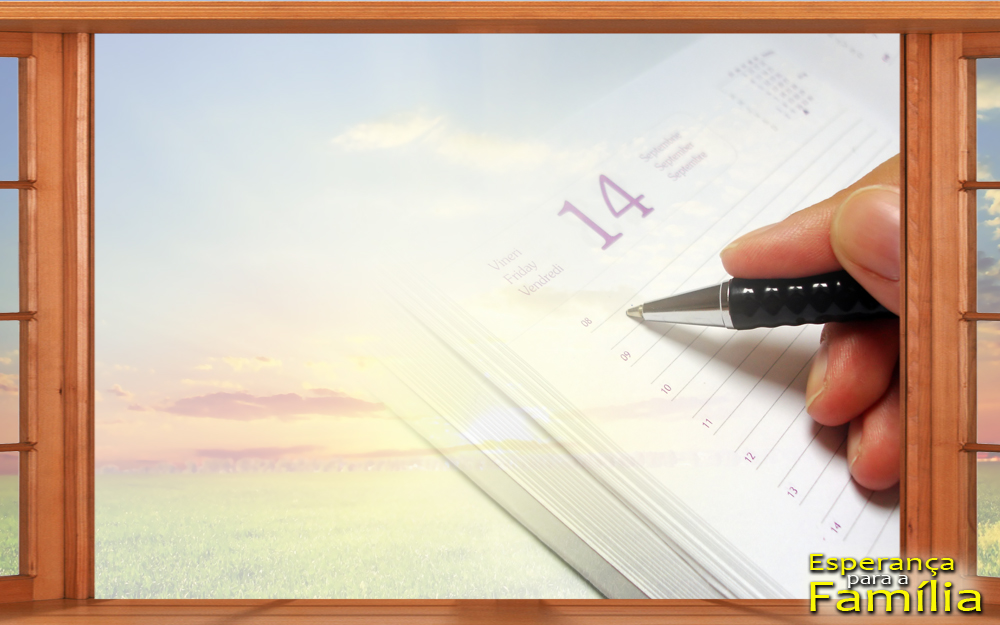 14
Septembrie
September
Septembre
Vineri
Friday
Vendredi
08
09
10
11
12
13
14
Esperança
para a
Família